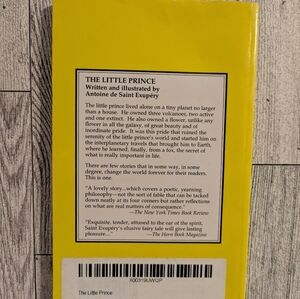 THE LITTLE PRINCE
Written and illustrated by
Antoine de Saint Exupéry
The little prince lived alone on a tiny planet no larger
than a house. He owned three volcanoes, two active
and one extinct. He also owned a flower, unlike any
flower in all the galaxy, of great beauty and of
inordinate pride. It was this pride that ruined the
serenity of the little prince's world and started him on
the interplanetary travels that brought him to Earth,
where he learned, finally, from a fox, the secret of
what is really important in life.
There are few stories that in some way, in some
degree, change the world forever for their readers.
This is one.
"A lovely story...which covers a poetic, yearning
philosophy—not the sort of fable that can be tacked
down neatly at its four corners but rather reflections
on what are real matters of consequence."
—The New York Times Book Review
"Exquisite, tender, attuned to the ear of the spirit,
Saint Exupéry's elusive fairy tale will give lasting
pleasure..." —The Horn Book Magazine
X00319UWQP
The Little Prince